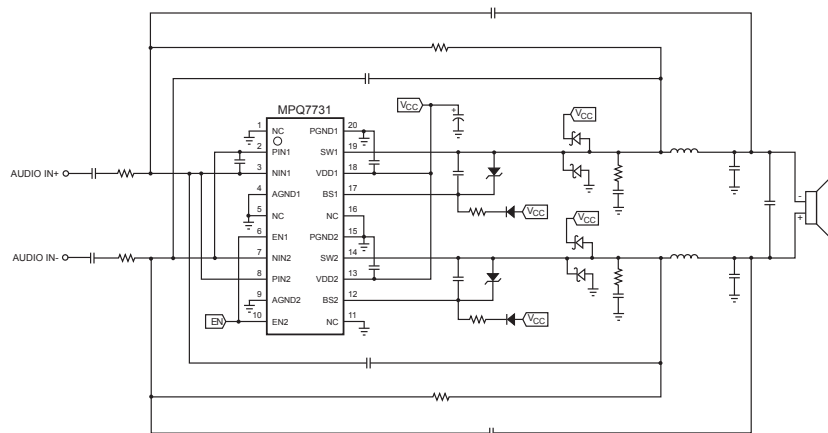 MPQ7731
AUDIO IN+
AUDIO IN-
EN
1 NC
2 PIN1
3 NIN1
4 AGND1
5 NC
6 EN1
7 NIN2
8 PIN2
9 AGND2
10 EN2
PGND1 20
SW1 19
VDD1 18
BS1 17
NC 16
PGND2 15
SW2 14
VDD2 13
BS2 12
NC 11
VCC
+
VCC
VCC
VCC
VCC
-
+